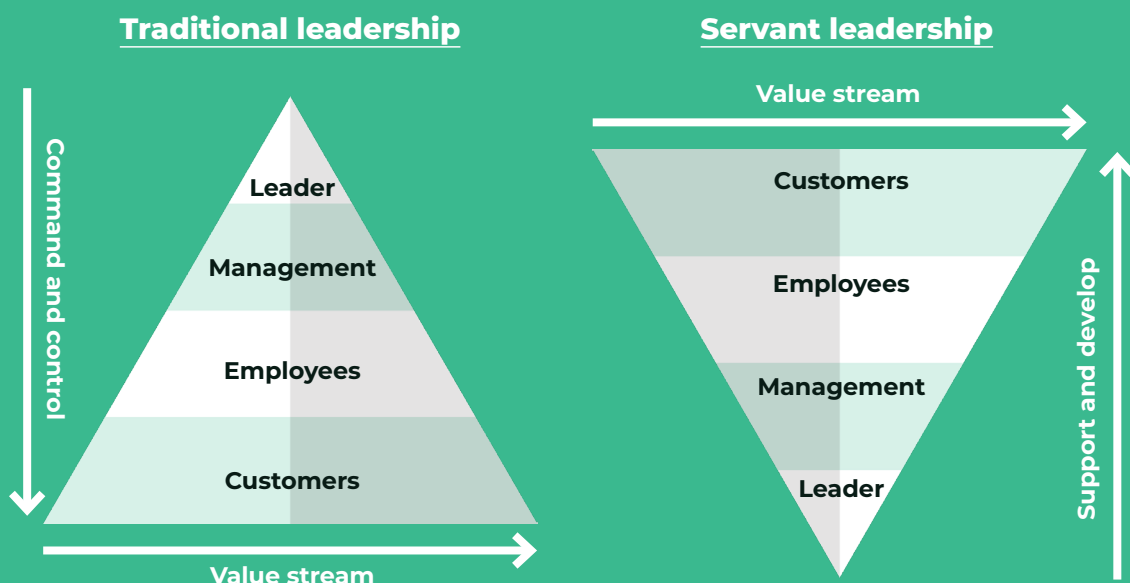 Traditional leadership
Command and control
Leader
Management
Employees
Customers
Value stream
Servant leadership
Value stream
Customers
Employees
Management
Leader
Support and develop